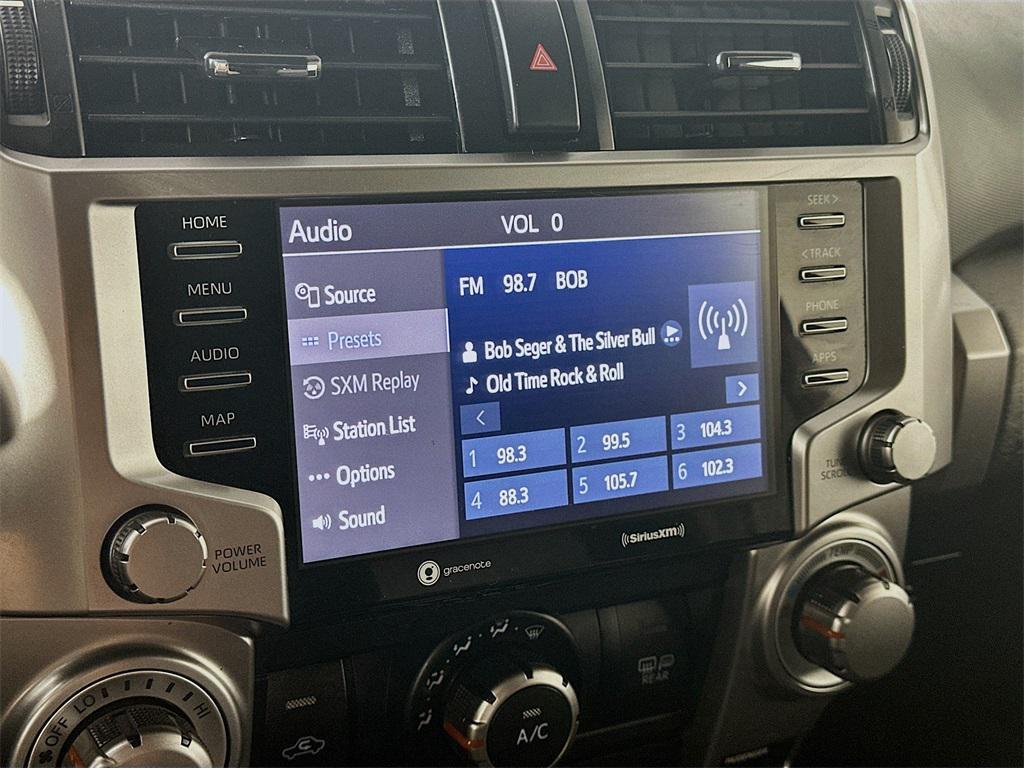 HOME
MENU
AUDIO
MAP
POWER
VOLUME
Audio
VOL 0
Source
Presets
SXM Replay
Station List
Options
Sound
FM 98.7 BOB
Bob Seger & The Silver Bull
Old Time Rock & Roll
<
>
1 98.3
2 99.5
3 104.3
4 88.3
5 105.7
6 102.3
gracenote
((SiriusXM))
SEEK >
< TRACK
PHONE
APPS
TUNE
SCROLL
TEMP
OFF LO HI
A/C
REAR